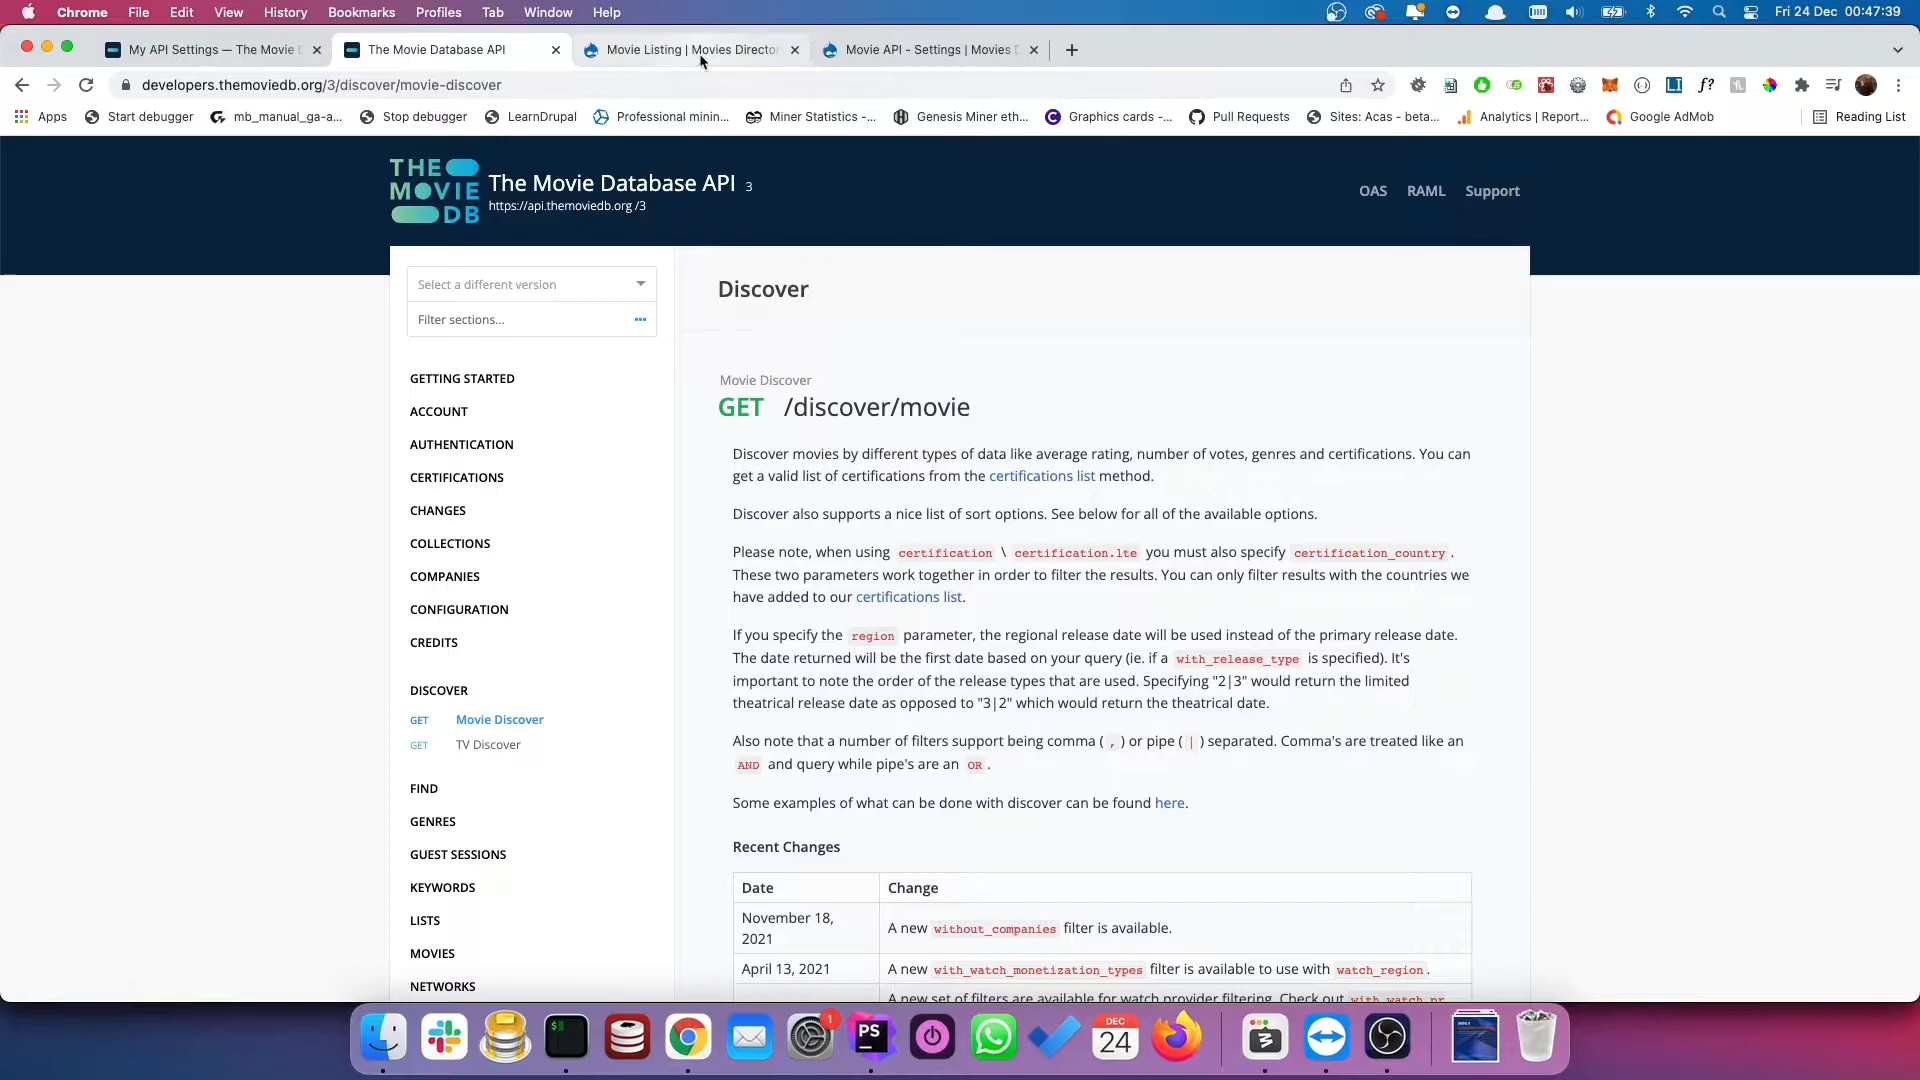 Chrome File Edit View History Bookmarks Profiles Tab Window Help Fri 24 Dec 00:47:39
My API Settings — The Movie D The Movie Database API Movie Listing | Movies Director Movie API - Settings | Movies D
developers.themoviedb.org/3/discover/movie-discover
Apps Start debugger mb_manual_ga-a... Stop debugger LearnDrupal Professional minin... Miner Statistics -... Genesis Miner eth... Graphics cards -... Pull Requests Sites: Acas - beta... Analytics | Report... Google AdMob Reading List
THE
MOVIE
DB
The Movie Database API 3
https://api.themoviedb.org /3
OAS RAML Support
Select a different version
Filter sections...
GETTING STARTED
ACCOUNT
AUTHENTICATION
CERTIFICATIONS
CHANGES
COLLECTIONS
COMPANIES
CONFIGURATION
CREDITS
DISCOVER
GET Movie Discover
GET TV Discover
FIND
GENRES
GUEST SESSIONS
KEYWORDS
LISTS
MOVIES
NETWORKS
Discover
Movie Discover
GET /discover/movie
Discover movies by different types of data like average rating, number of votes, genres and certifications. You can
get a valid list of certifications from the certifications list method.
Discover also supports a nice list of sort options. See below for all of the available options.
Please note, when using certification \ certification.lte you must also specify certification_country .
These two parameters work together in order to filter the results. You can only filter results with the countries we
have added to our certifications list.
If you specify the region parameter, the regional release date will be used instead of the primary release date.
The date returned will be the first date based on your query (ie. if a with_release_type is specified). It's
important to note the order of the release types that are used. Specifying "2|3" would return the limited
theatrical release date as opposed to "3|2" which would return the theatrical date.
Also note that a number of filters support being comma ( , ) or pipe ( | ) separated. Comma's are treated like an
AND and query while pipe's are an OR .
Some examples of what can be done with discover can be found here.
Recent Changes
Date Change
November 18,
2021
A new without_companies filter is available.
April 13, 2021 A new with_watch_monetization_types filter is available to use with watch_region .
A new set of filters are available for watch provider filtering. Check out with_watch_pr
1
PS
DEC
24